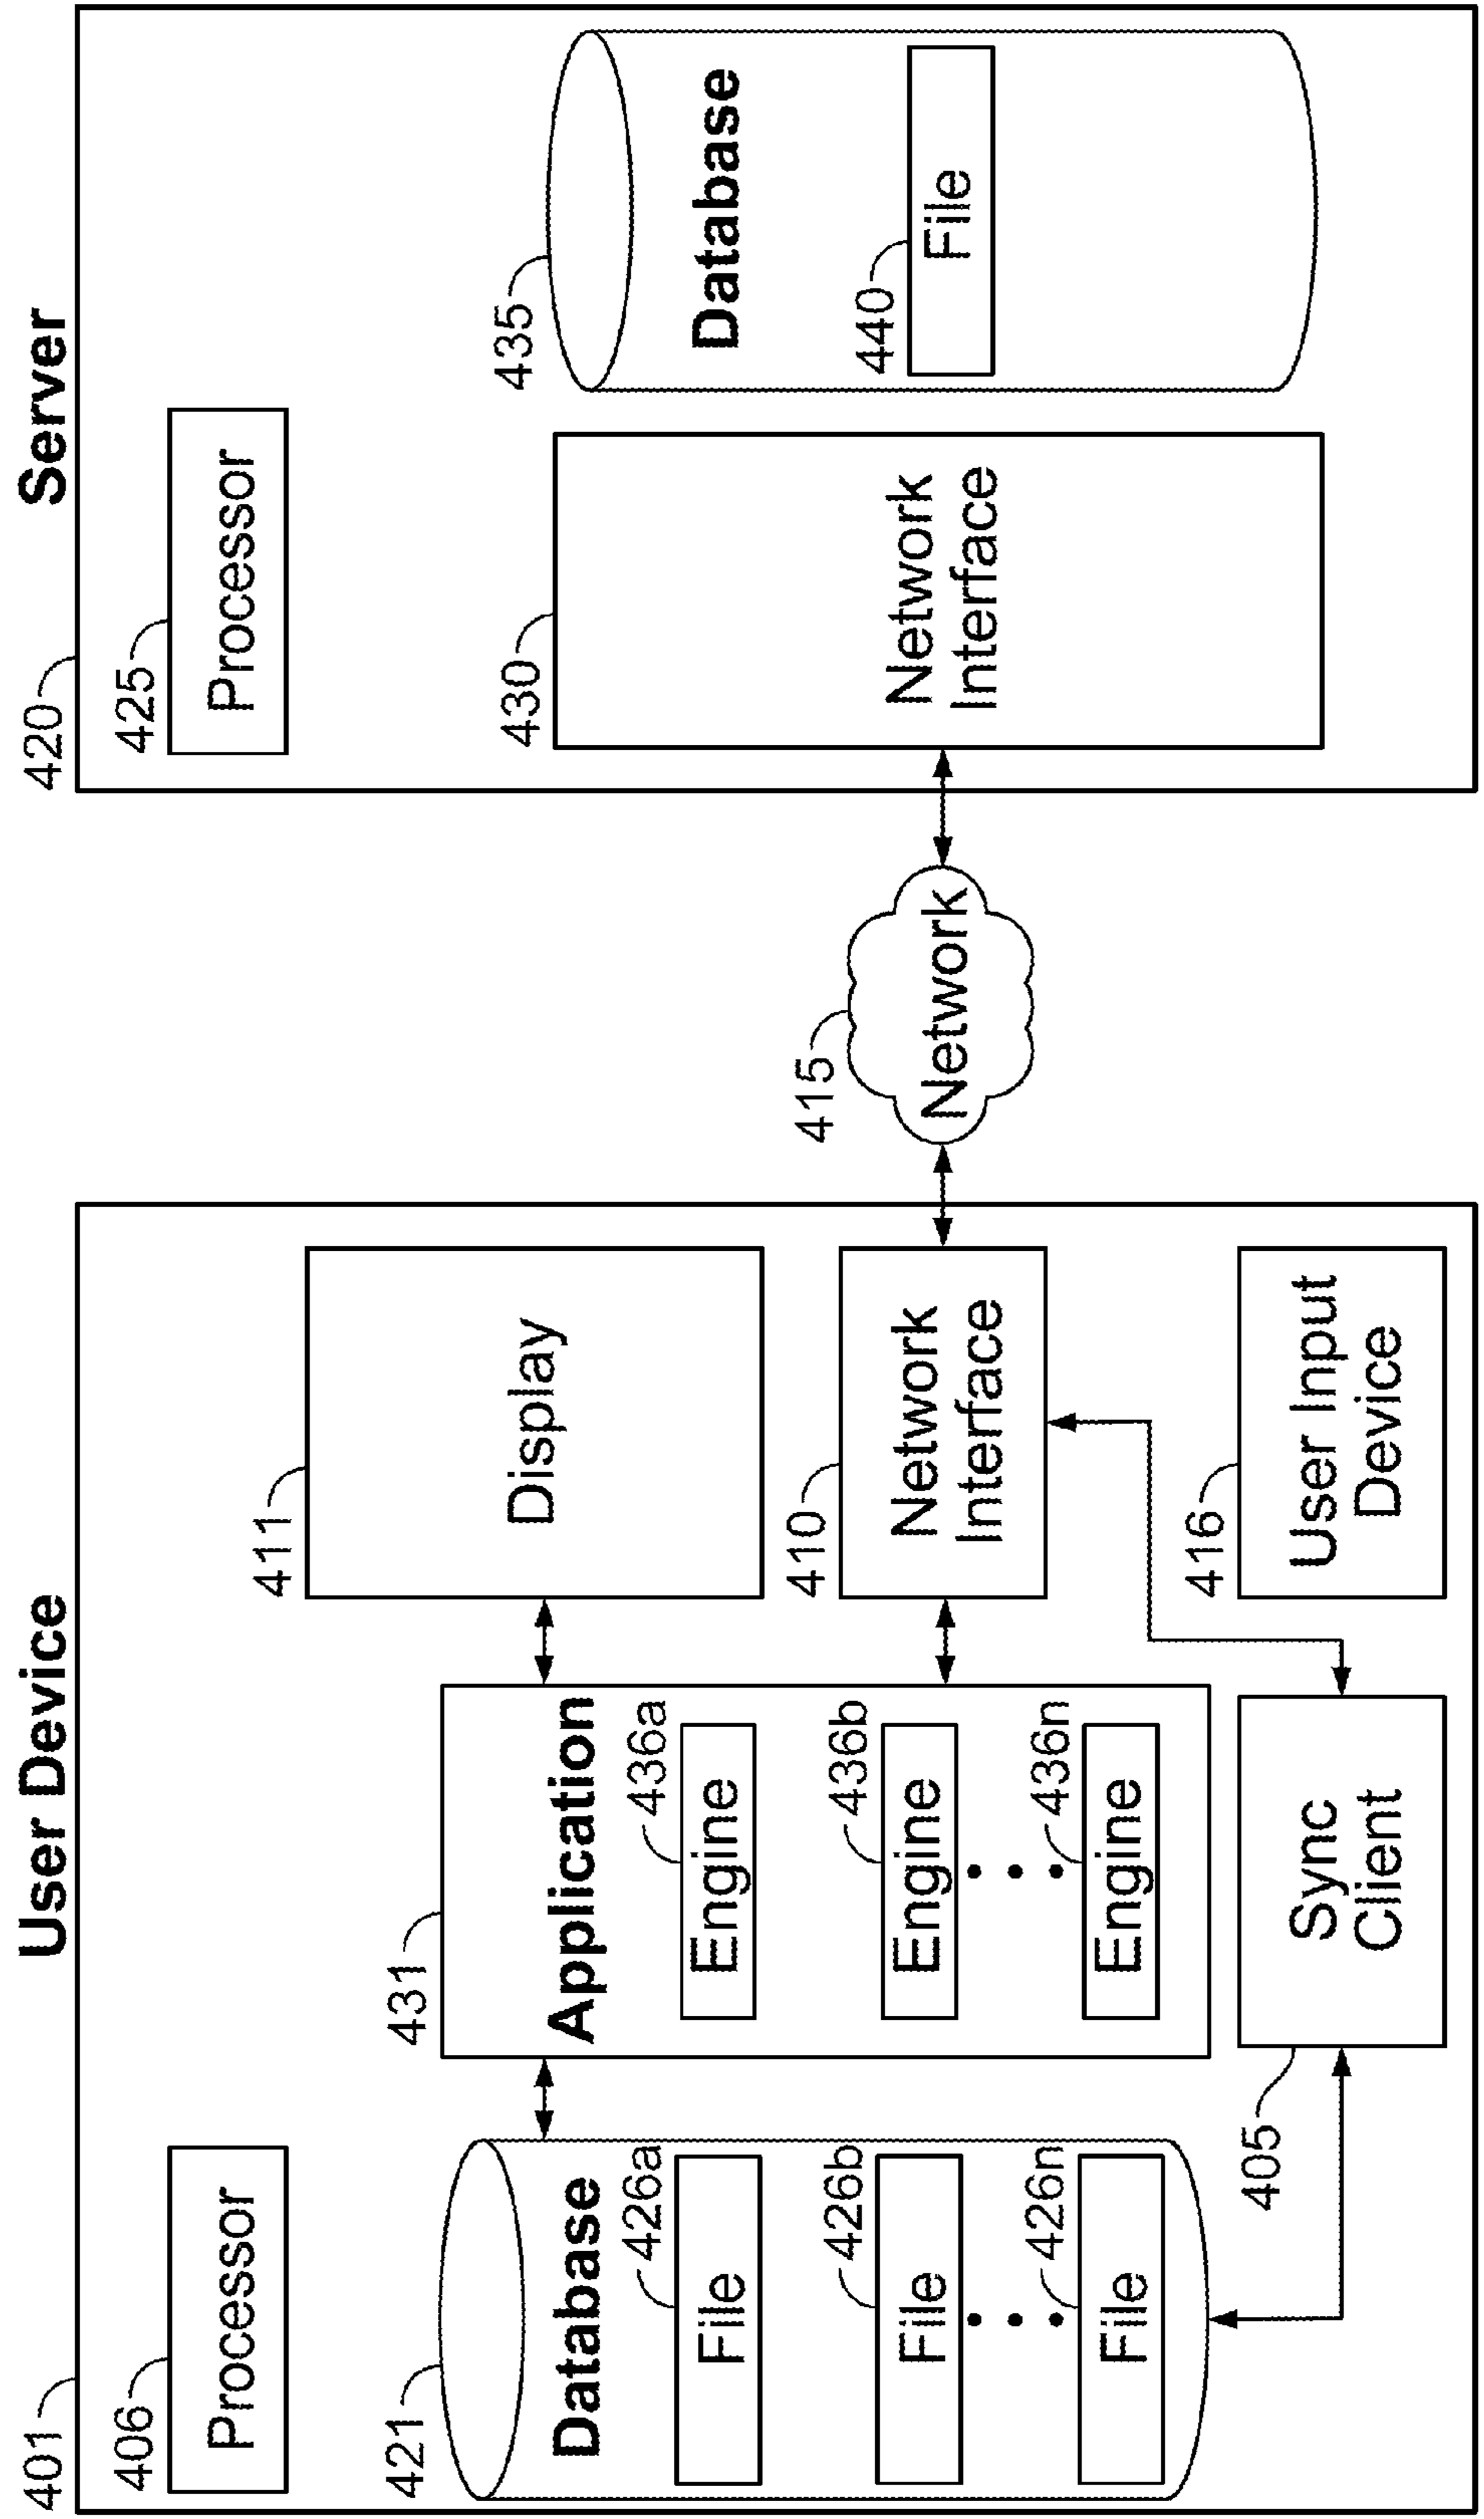 User Device
401
406
Processor
421
Database
426a
File
426b
File
426n
File
431
Application
436a
Engine
436b
Engine
436n
Engine
405
Sync
Client
411
Display
410
Network
Interface
416
User Input
Device
415
Network
Server
420
425
Processor
430
Network
Interface
435
Database
440
File